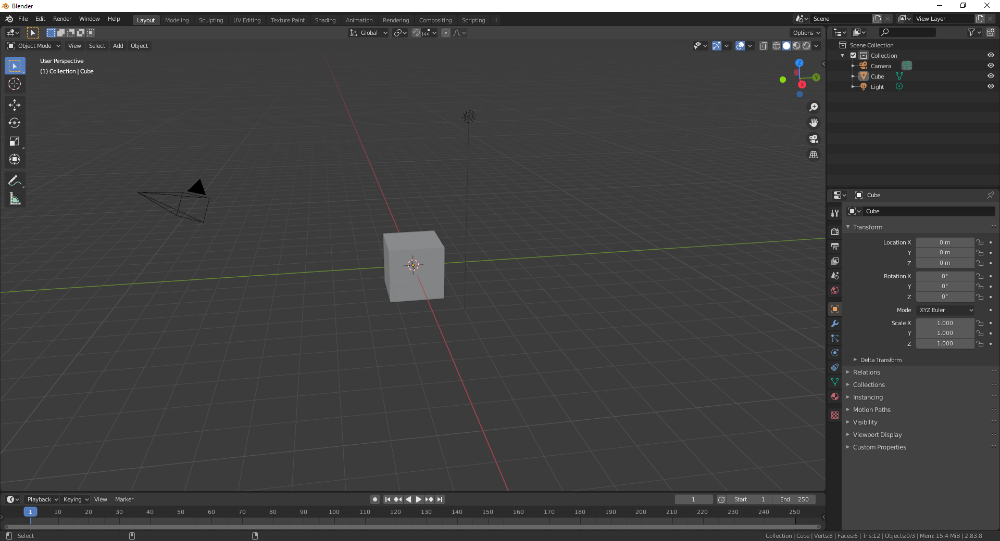 Blender
File Edit Render Window Help Layout Modeling Sculpting UV Editing Texture Paint Shading Animation Rendering Compositing Scripting + Scene View Layer
Global Options
Object Mode View Select Add Object
User Perspective
(1) Collection | Cube
Z
Y
X
Scene Collection
Collection
Camera
Cube
Light
Cube
Cube
Transform
Location X 0 m
Y 0 m
Z 0 m
Rotation X 0°
Y 0°
Z 0°
Mode XYZ Euler
Scale X 1.000
Y 1.000
Z 1.000
Delta Transform
Relations
Collections
Instancing
Motion Paths
Visibility
Viewport Display
Custom Properties
Playback Keying View Marker 1 Start 1 End 250
1 10 20 30 40 50 60 70 80 90 100 110 120 130 140 150 160 170 180 190 200 210 220 230 240 250
Select
Collection | Cube | Verts:8 | Faces:6 | Tris:12 | Objects:0/3 | Mem: 15.4 MiB | 2.83.8